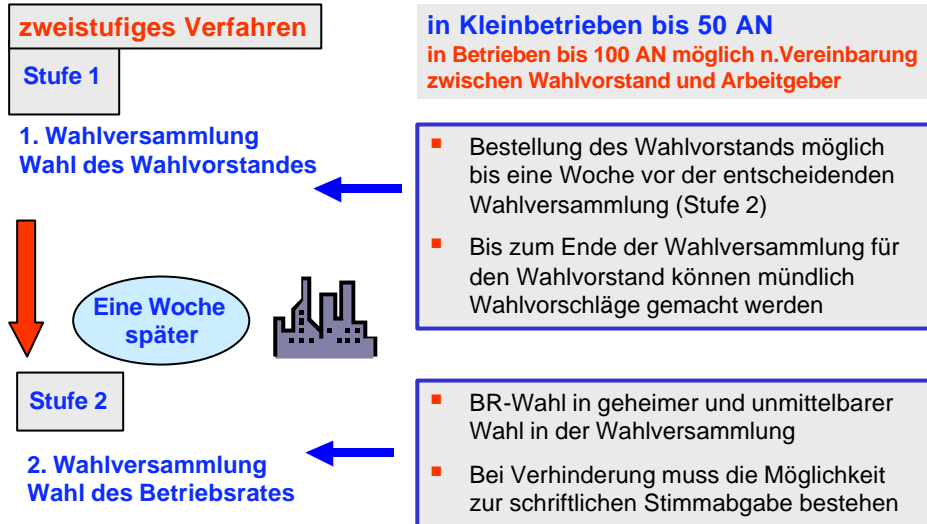 zweistufiges Verfahren
in Kleinbetrieben bis 50 AN
in Betrieben bis 100 AN möglich n.Vereinbarung
zwischen Wahlvorstand und Arbeitgeber
Stufe 1
1. Wahlversammlung
Wahl des Wahlvorstandes
▪ Bestellung des Wahlvorstands möglich
bis eine Woche vor der entscheidenden
Wahlversammlung (Stufe 2)
▪ Bis zum Ende der Wahlversammlung für
den Wahlvorstand können mündlich
Wahlvorschläge gemacht werden
Eine Woche
später
Stufe 2
2. Wahlversammlung
Wahl des Betriebsrates
▪ BR-Wahl in geheimer und unmittelbarer
Wahl in der Wahlversammlung
▪ Bei Verhinderung muss die Möglichkeit
zur schriftlichen Stimmabgabe bestehen